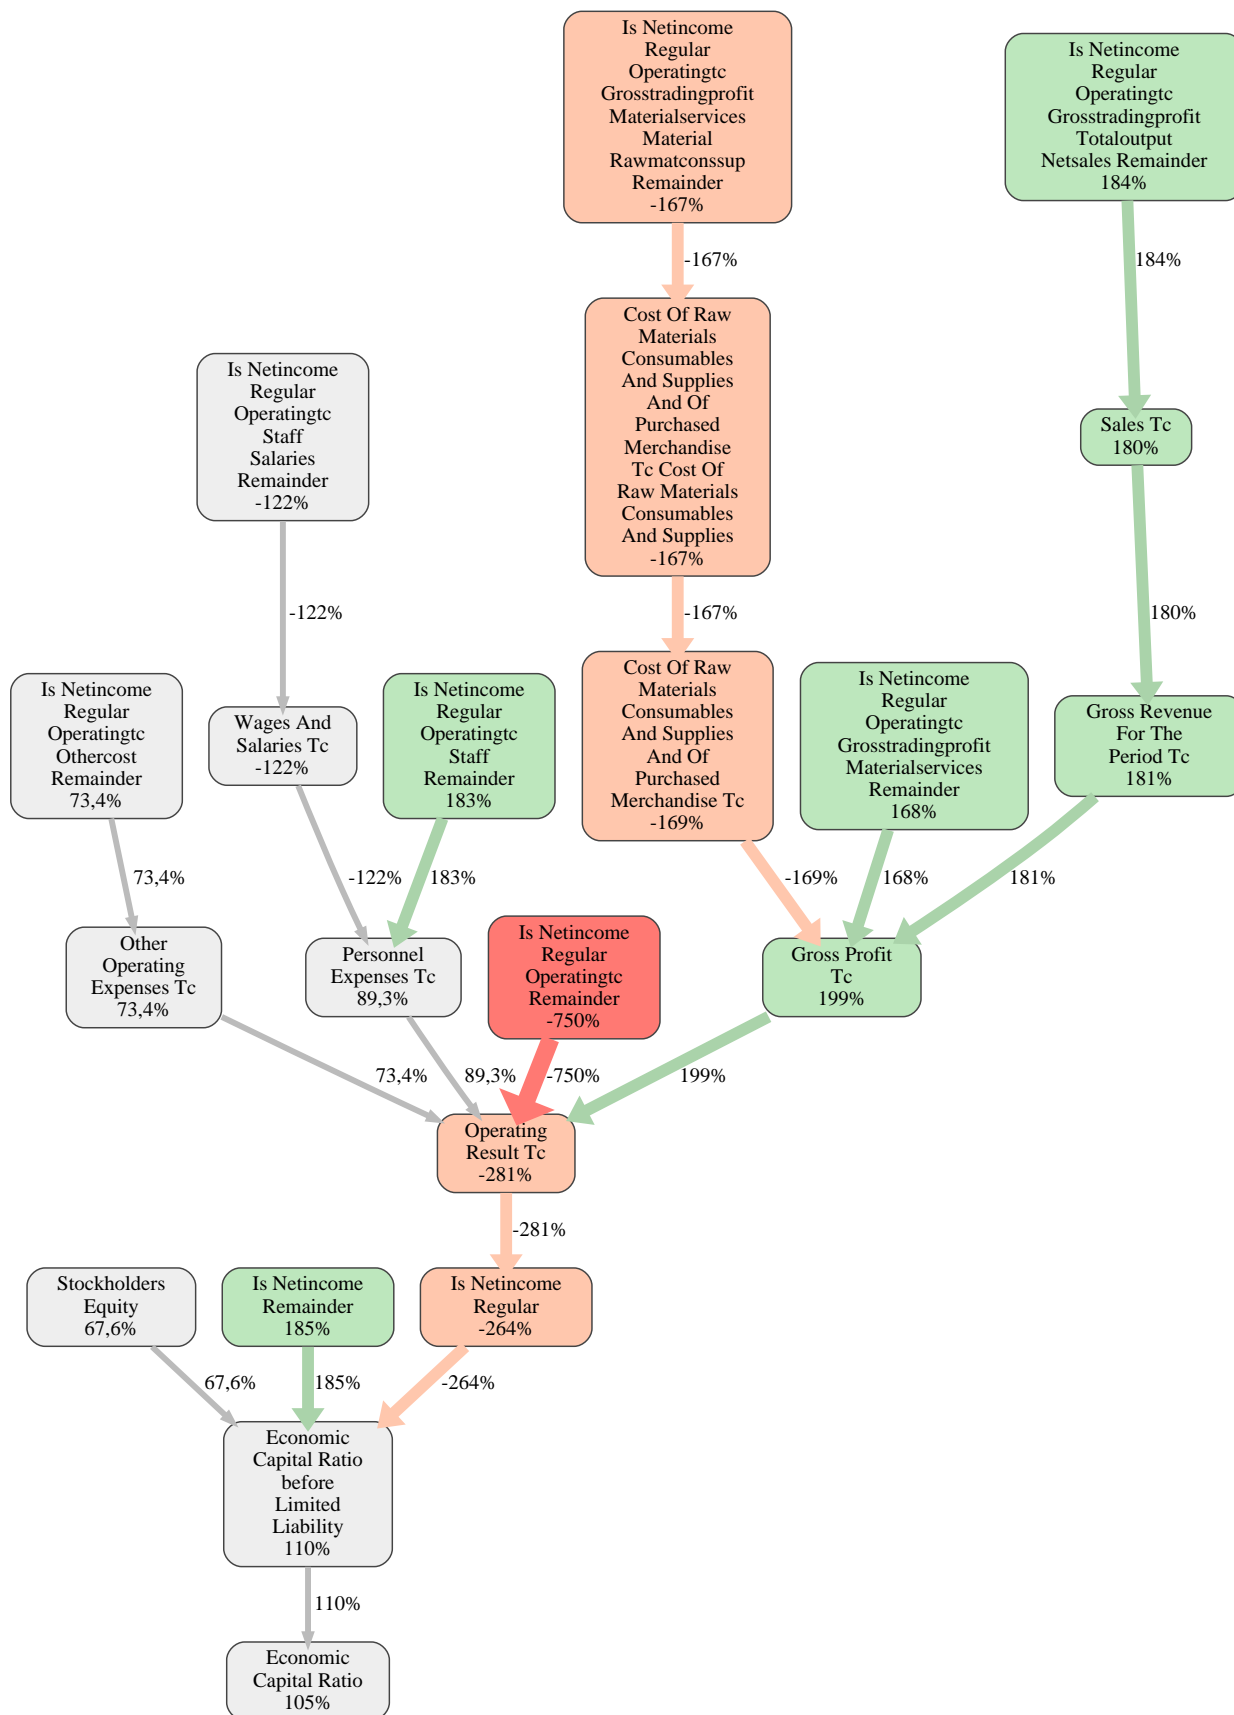 Is Netincome
Regular
Operatingtc
Grosstradingprofit
Materialservices
Material
Rawmatconssup
Remainder
-167%
Is Netincome
Regular
Operatingtc
Grosstradingprofit
Totaloutput
Netsales Remainder
184%
-167%
184%
Cost Of Raw
Materials
Consumables
And Supplies
And Of
Purchased
Merchandise
Tc Cost Of
Raw Materials
Consumables
And Supplies
-167%
Is Netincome
Regular
Operatingtc
Staff
Salaries
Remainder
-122%
Sales Tc
180%
-122%
-167%
180%
Is Netincome
Regular
Operatingtc
Othercost
Remainder
73,4%
Wages And
Salaries Tc
-122%
Is Netincome
Regular
Operatingtc
Staff
Remainder
183%
Cost Of Raw
Materials
Consumables
And Supplies
And Of
Purchased
Merchandise Tc
-169%
Is Netincome
Regular
Operatingtc
Grosstradingprofit
Materialservices
Remainder
168%
Gross Revenue
For The
Period Tc
181%
73,4%
-122%
183%
-169%
168%
181%
Other
Operating
Expenses Tc
73,4%
Personnel
Expenses Tc
89,3%
Is Netincome
Regular
Operatingtc
Remainder
-750%
Gross Profit
Tc
199%
73,4%
89,3%
-750%
199%
Operating
Result Tc
-281%
-281%
Stockholders
Equity
67,6%
Is Netincome
Remainder
185%
Is Netincome
Regular
-264%
67,6%
185%
-264%
Economic
Capital Ratio
before
Limited
Liability
110%
110%
Economic
Capital Ratio
105%